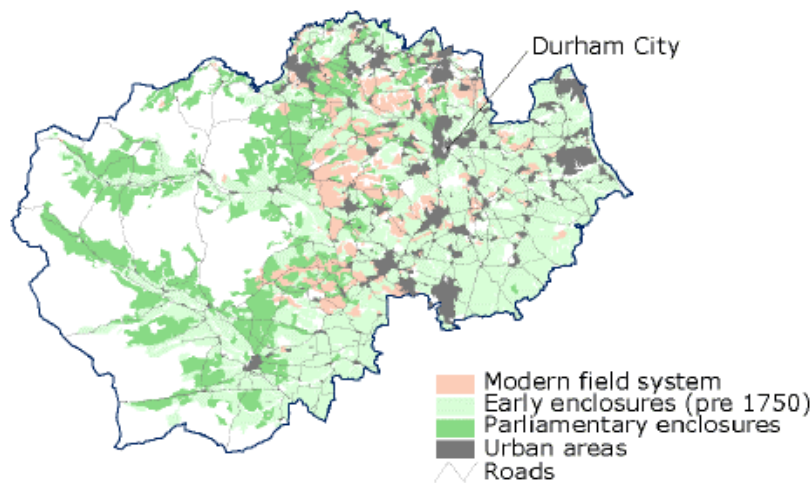 Durham City
Modern field system
Early enclosures (pre 1750)
Parliamentary enclosures
Urban areas
Roads